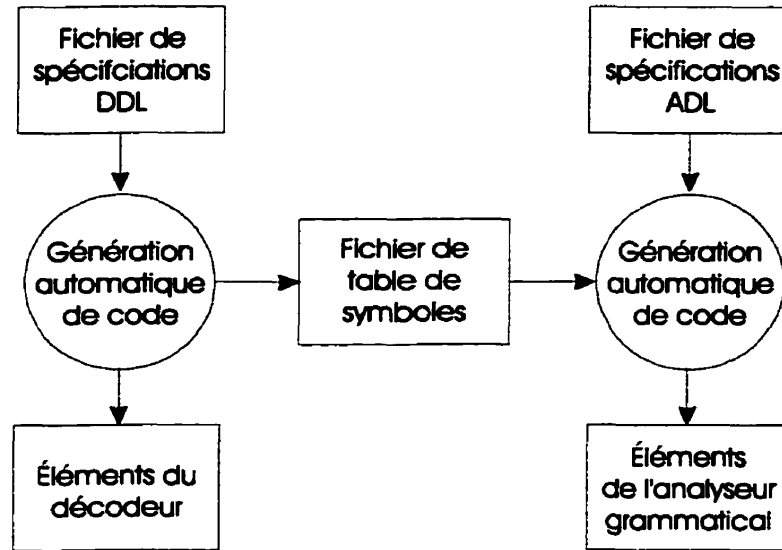 Fichier de
spécifciations
DDL
Fichier de
spécifications
ADL
Génération
automatique
de code
Fichier de
table de
symboles
Génération
automatique
de code
Éléments du
décodeur
Éléments
de l'analyseur
grammatical